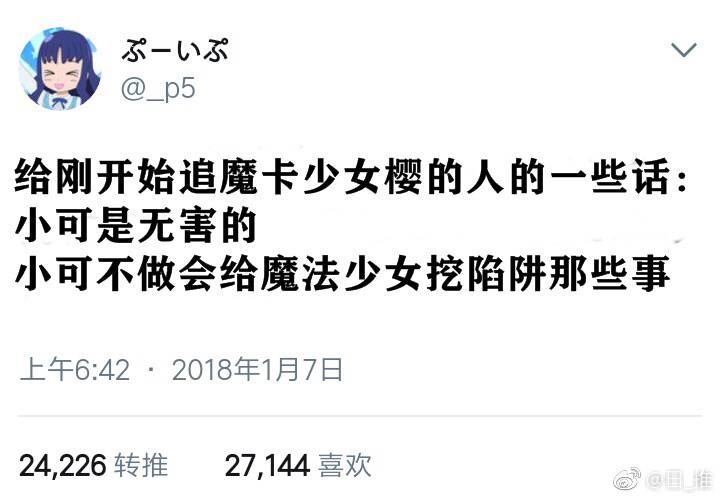 ぷーいぷ
@_p5
给刚开始追魔卡少女樱的人的一些话：
小可是无害的
小可不做会给魔法少女挖陷阱那些事
上午6:42 · 2018年1月7日
24,226 转推 27,144 喜欢
@日_推